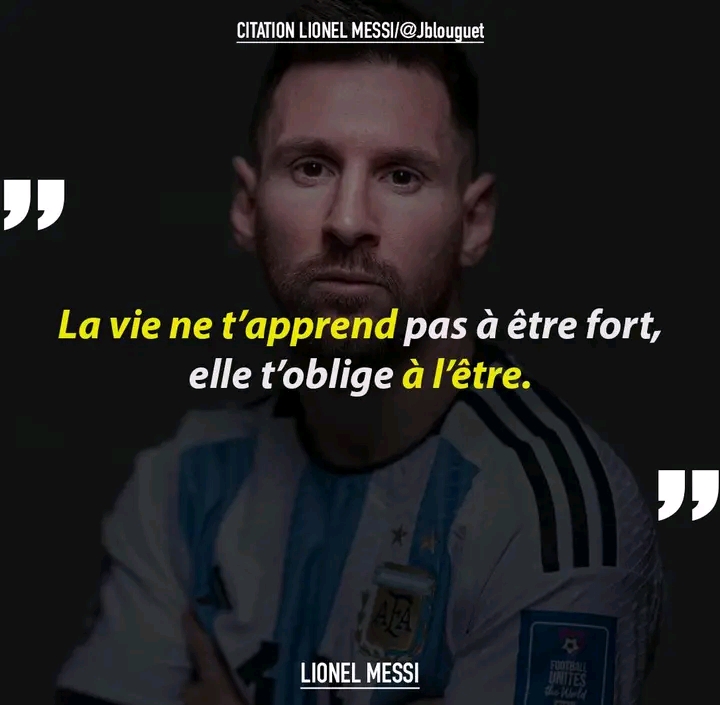 CITATION LIONEL MESSI/@Jblouguet
”
La vie ne t’apprend pas à être fort,
elle t’oblige à l’être.
”
AFA
FOOTBALL
UNITES
the World
LIONEL MESSI